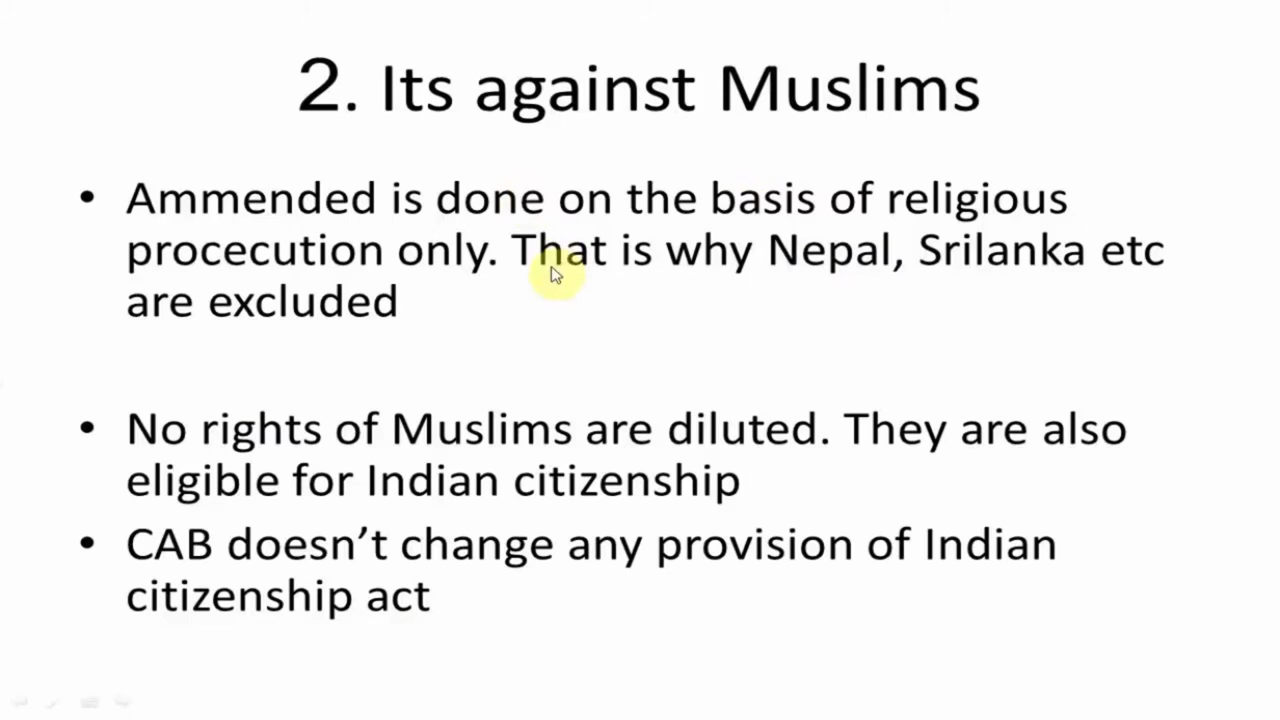 2. Its against Muslims
• Ammended is done on the basis of religious
procecution only. That is why Nepal, Srilanka etc
are excluded
• No rights of Muslims are diluted. They are also
eligible for Indian citizenship
• CAB doesn’t change any provision of Indian
citizenship act